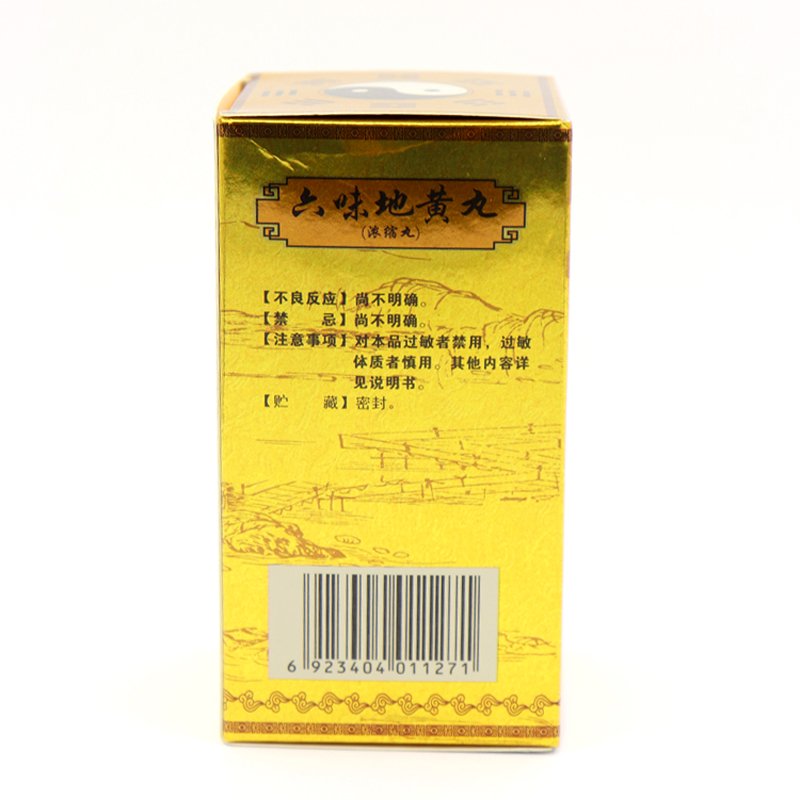 六味地黄丸
(浓缩丸)
【不良反应】尚不明确。
【禁 忌】尚不明确。
【注意事项】对本品过敏者禁用，过敏
体质者慎用。其他内容详
见说明书。
【贮 藏】密封。
6 923404 011271